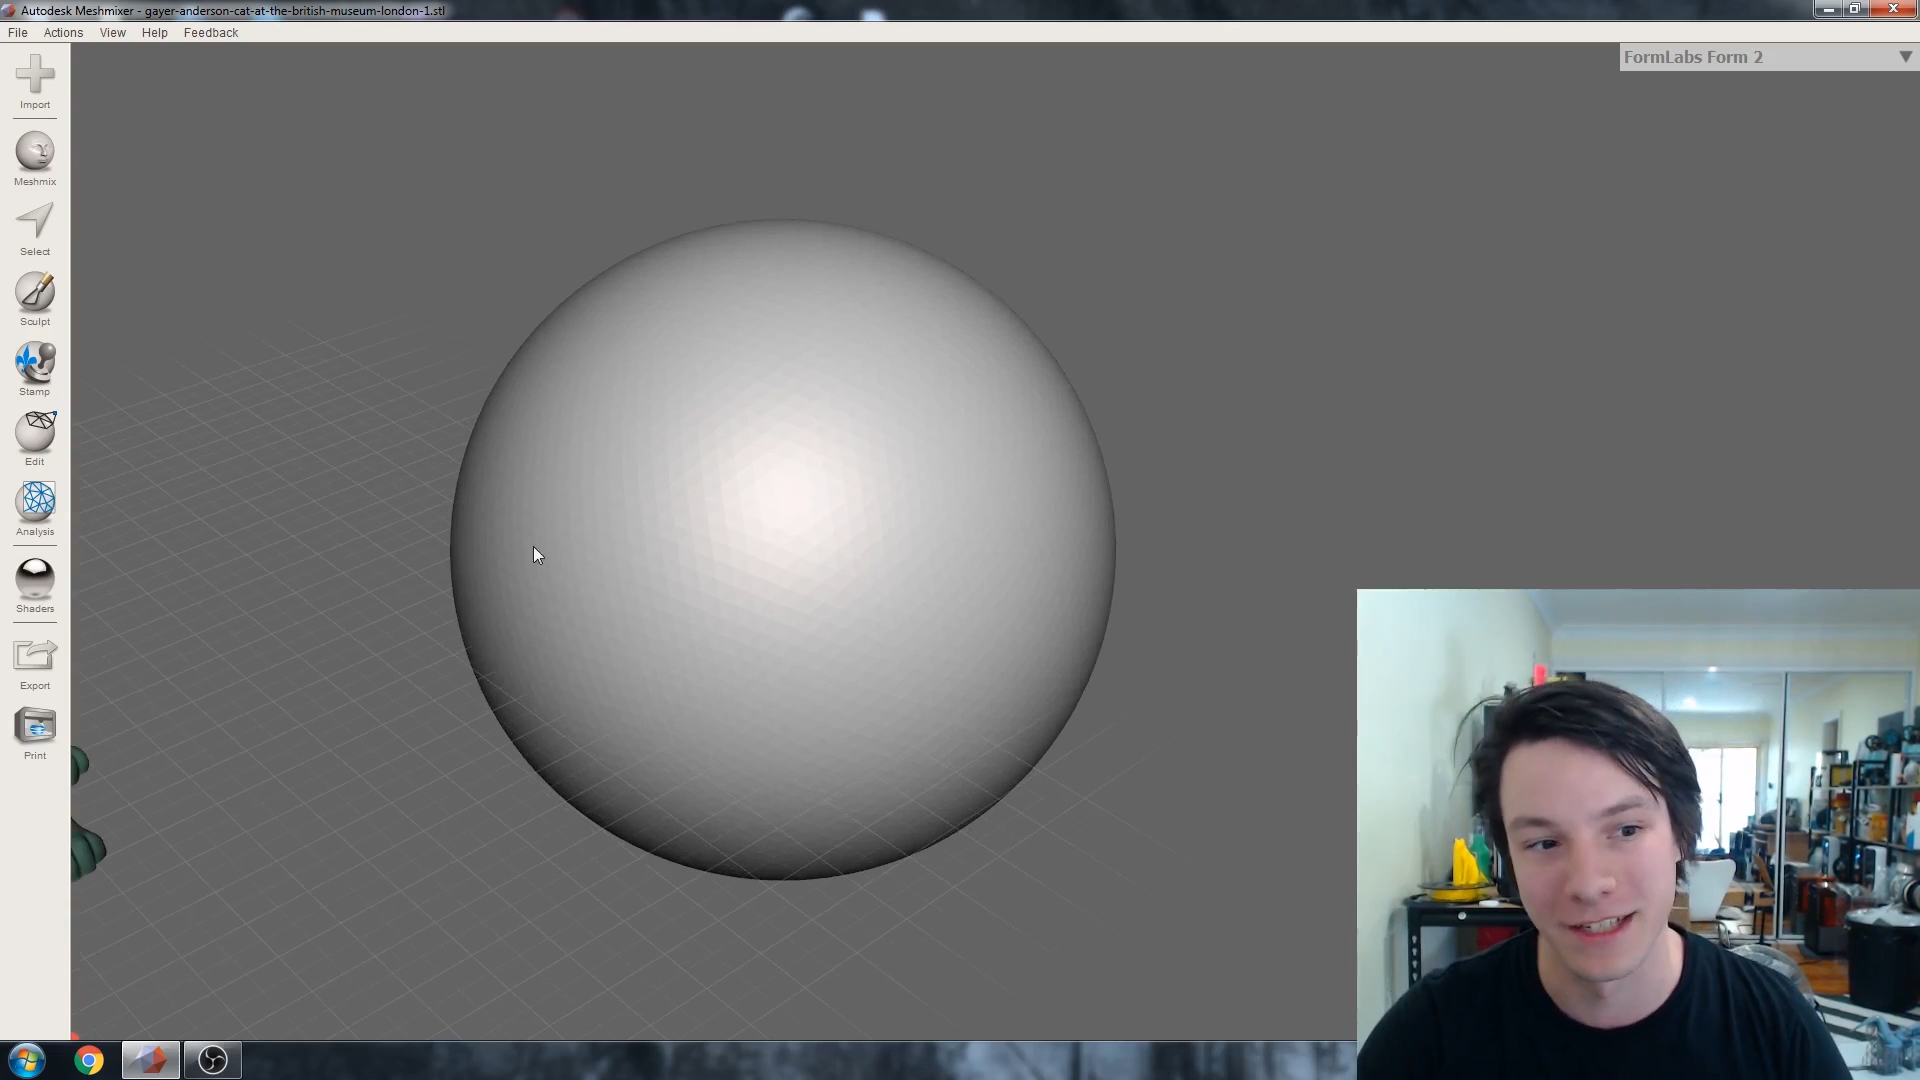 Autodesk Meshmixer - gayer-anderson-cat-at-the-british-museum-london-1.stl
File Actions View Help Feedback
FormLabs Form 2
Import
Meshmix
Select
Sculpt
Stamp
Edit
Analysis
Shaders
Export
Print